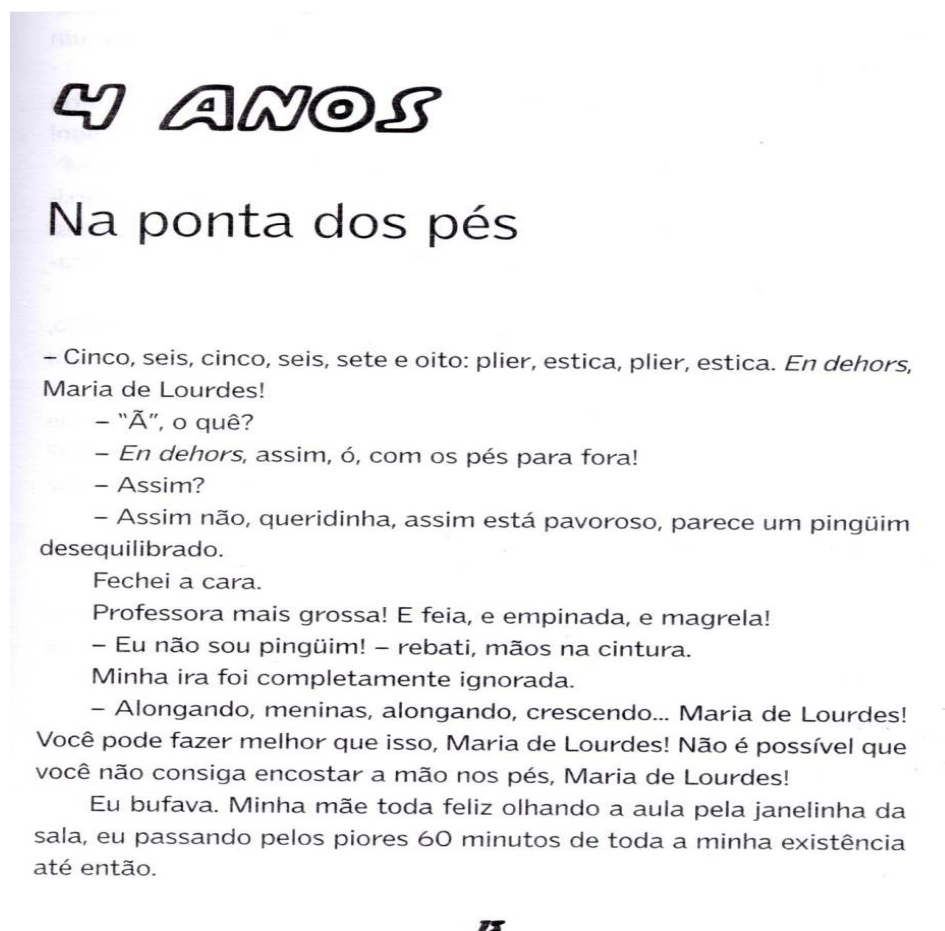 4 ANOS
Na ponta dos pés
– Cinco, seis, cinco, seis, sete e oito: plier, estica, plier, estica. En dehors,
Maria de Lourdes!
– "Ã", o quê?
– En dehors, assim, ó, com os pés para fora!
– Assim?
– Assim não, queridinha, assim está pavoroso, parece um pingüim
desequilibrado.
Fechei a cara.
Professora mais grossa! E feia, e empinada, e magrela!
– Eu não sou pingüim! – rebati, mãos na cintura.
Minha ira foi completamente ignorada.
– Alongando, meninas, alongando, crescendo... Maria de Lourdes!
Você pode fazer melhor que isso, Maria de Lourdes! Não é possível que
você não consiga encostar a mão nos pés, Maria de Lourdes!
Eu bufava. Minha mãe toda feliz olhando a aula pela janelinha da
sala, eu passando pelos piores 60 minutos de toda a minha existência
até então.